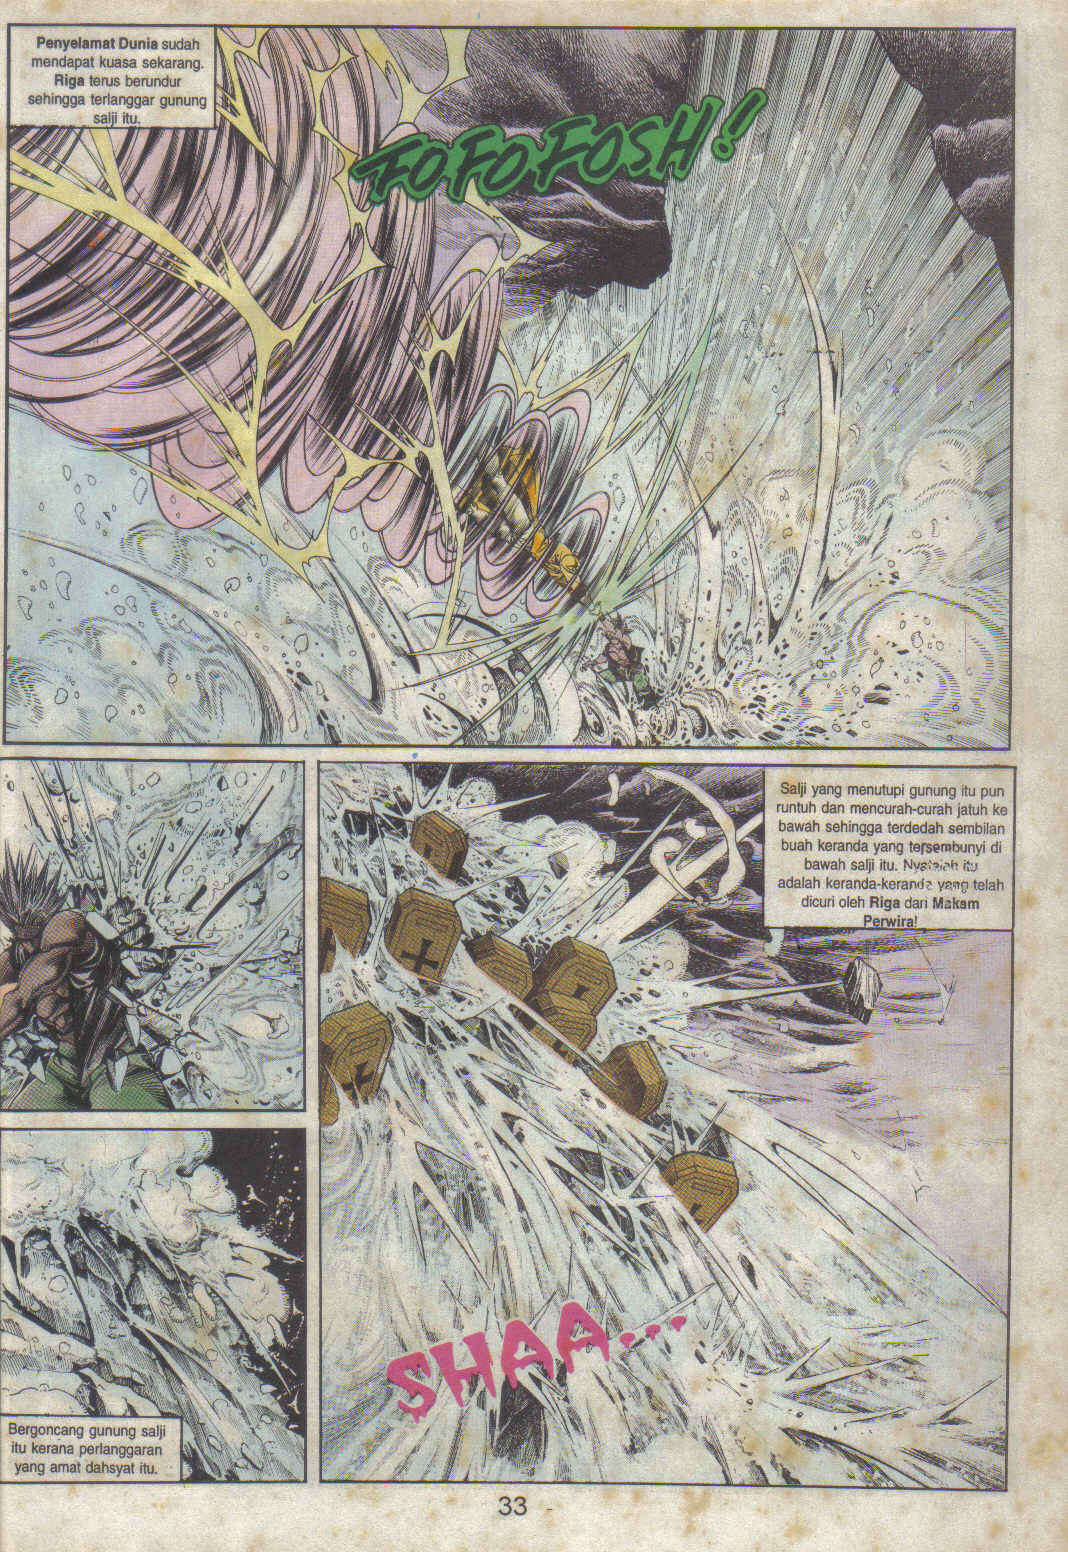 Penyelamat Dunia sudah
mendapat kuasa sekarang.
Riga terus berundur
sehingga terlanggar gunung
salji itu.
FOFOFOSH!
Salji yang menutupi gunung itu pun
runtuh dan mencurah-curah jatuh ke
bawah sehingga terdedah sembilan
buah keranda yang tersembunyi di
bawah salji itu. itu
adalah keranda-keranda yang telah
dicuri oleh Riga dari Makam
Perwira!
SHAA...
Bergoncang gunung salji
itu kerana perlanggaran
yang amat dahsyat itu.
33